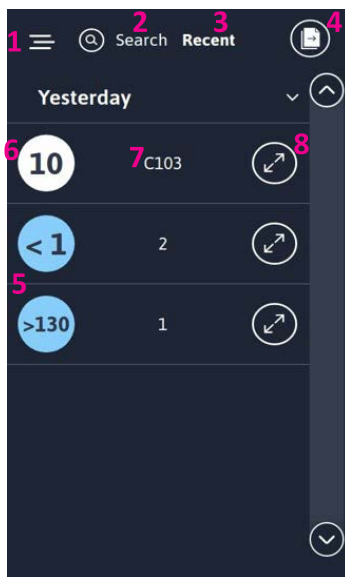 2 3 4
1 Search Recent
Yesterday
6 10 7 C103 8
< 1 2
5
>130 1